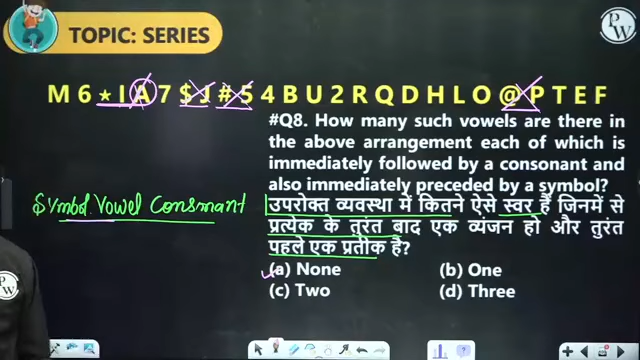 TOPIC: SERIES
M 6 ★ I A 7 $ J # 5 4 B U 2 R Q D H L O @ P T E F
#Q8. How many such vowels are there in
the above arrangement each of which is
immediately followed by a consonant and
also immediately preceded by a symbol?
उपरोक्त व्यवस्था में कितने ऐसे स्वर हैं जिनमें से
प्रत्येक के तुरंत बाद एक व्यंजन हो और तुरंत
पहले एक प्रतीक है?
Symbol Vowel Consonant
(a) None (b) One
(c) Two (d) Three